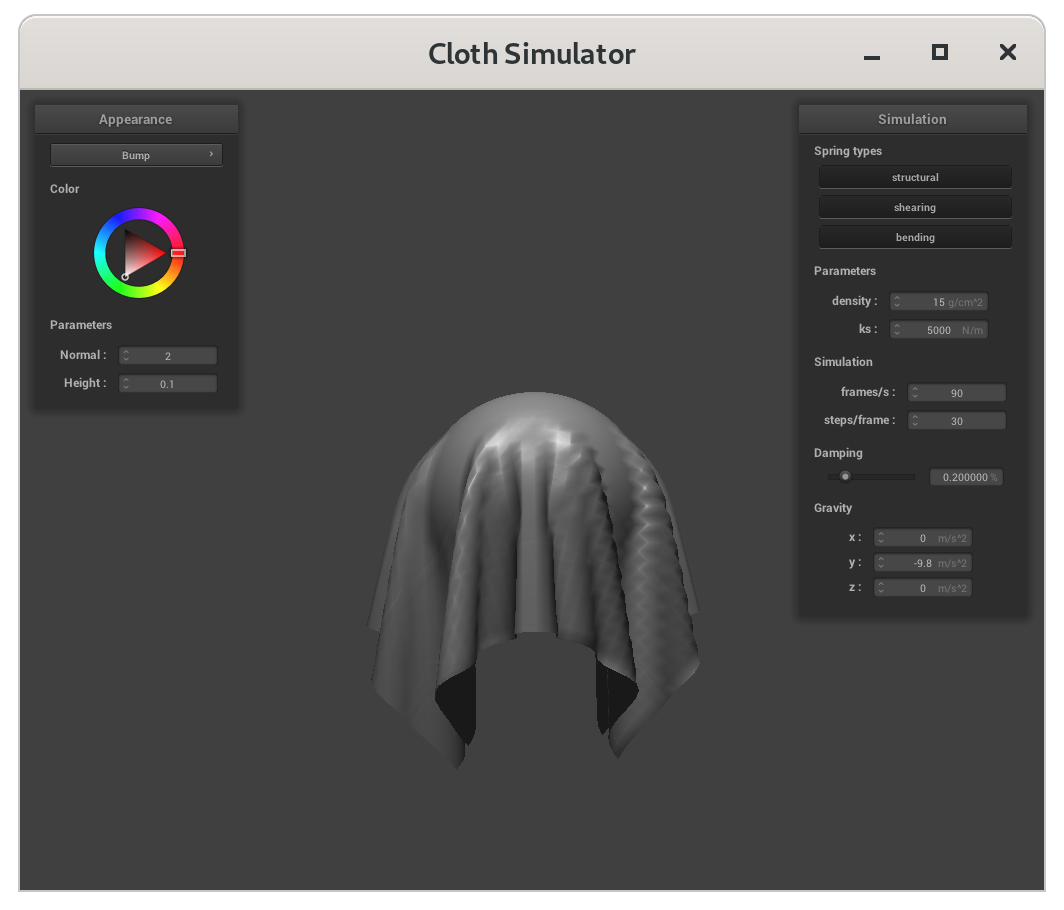 Cloth Simulator
Appearance
Bump
Color
Parameters
Normal : 2
Height : 0.1
Simulation
Spring types
structural
shearing
bending
Parameters
density : 15 g/cm^2
ks : 5000 N/m
Simulation
frames/s : 90
steps/frame : 30
Damping
0.200000 %
Gravity
x : 0 m/s^2
y : -9.8 m/s^2
z : 0 m/s^2